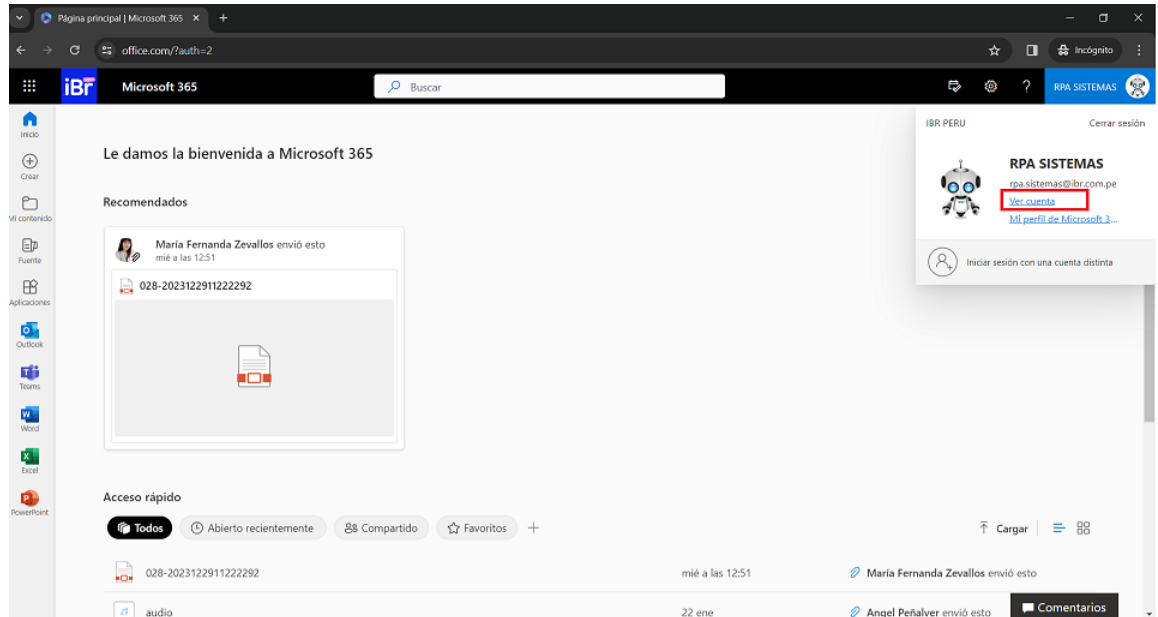 Página principal | Microsoft 365
office.com/?auth=2
Incógnito
iBr Microsoft 365
Buscar
RPA SISTEMAS
Inicio
Crear
Mi contenido
Fuente
Aplicaciones
Outlook
Teams
Word
Excel
PowerPoint
IBR PERU Cerrar sesión
RPA SISTEMAS
rpa.sistemas@ibr.com.pe
Ver cuenta
Mi perfil de Microsoft 3...
Iniciar sesión con una cuenta distinta
Le damos la bienvenida a Microsoft 365
Recomendados
María Fernanda Zevallos envió esto
mié a las 12:51
028-2023122911222292
Acceso rápido
Todos Abierto recientemente Compartido Favoritos Cargar
028-2023122911222292 mié a las 12:51 María Fernanda Zevallos envió esto
audio 22 ene Angel Peñalver envió esto
Comentarios